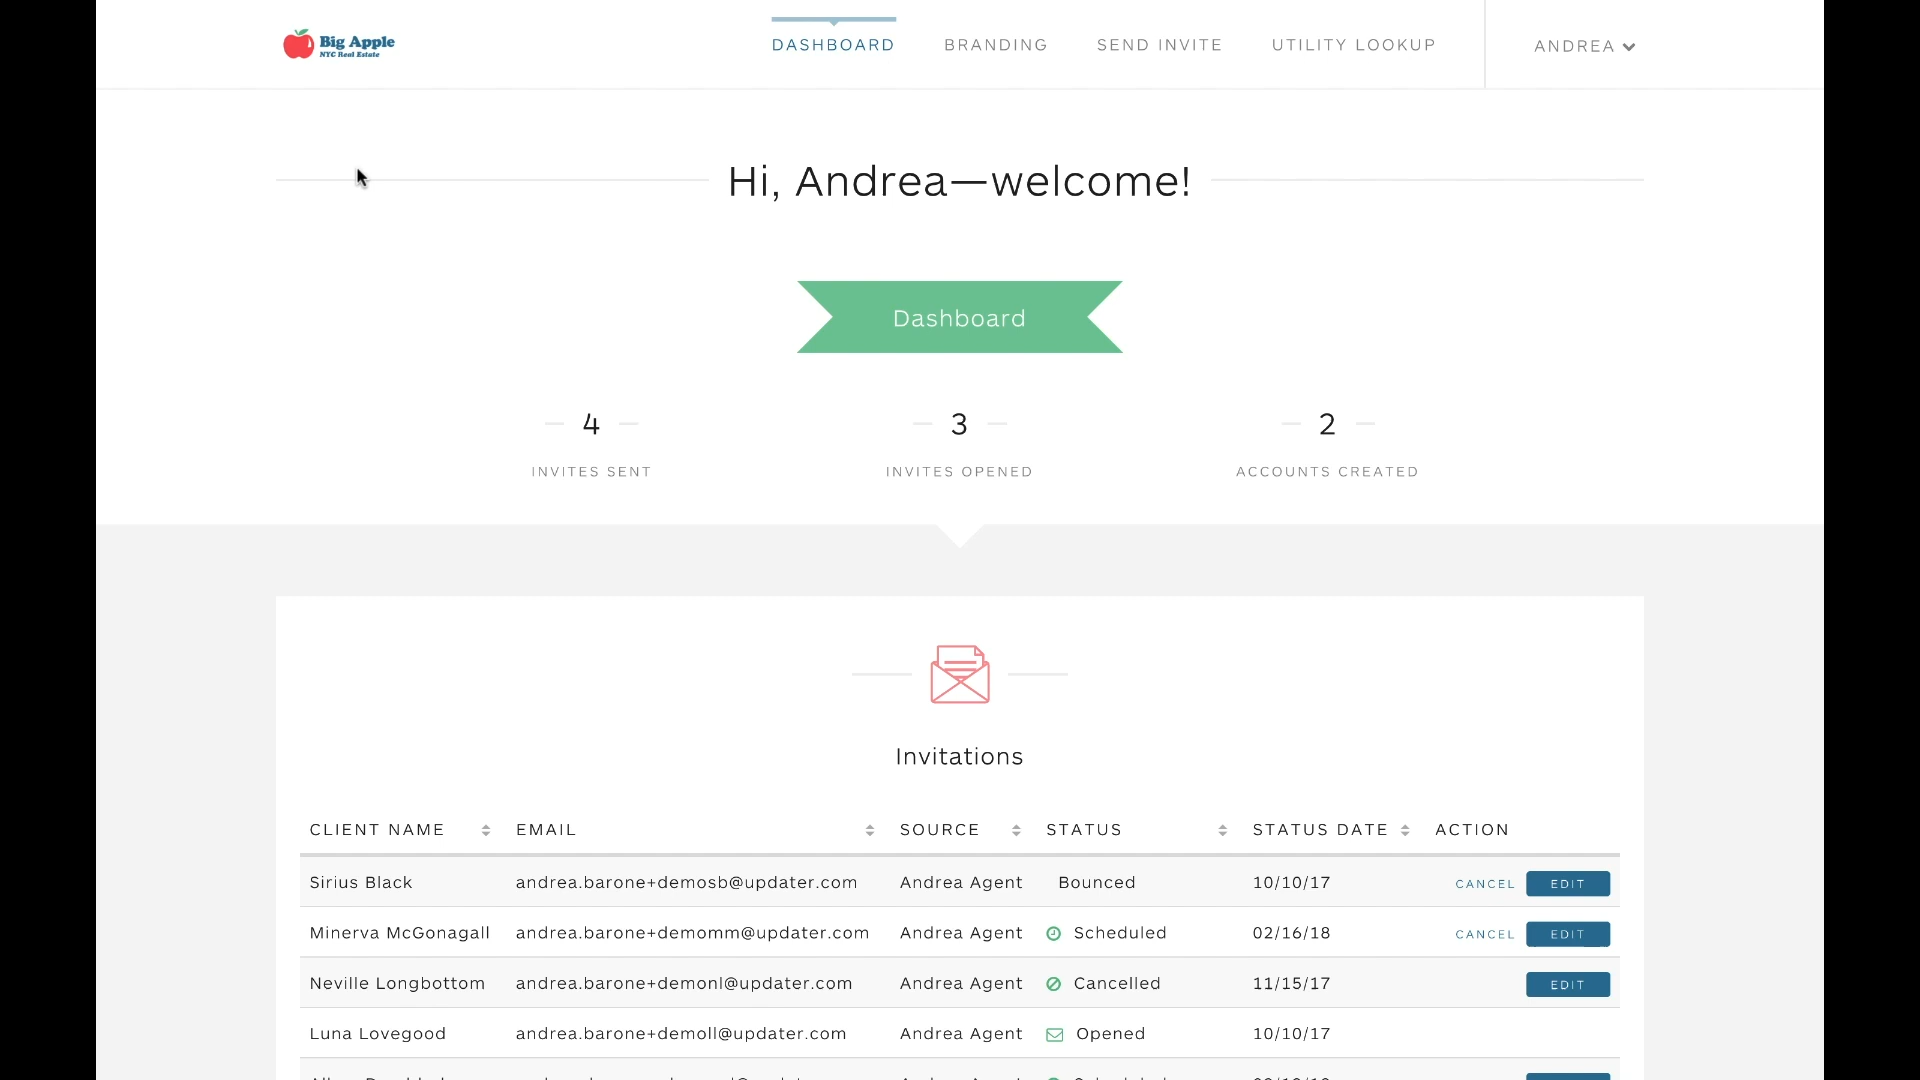 Big Apple
NYC Real Estate
DASHBOARD
BRANDING
SEND INVITE
UTILITY LOOKUP
ANDREA
Hi, Andrea—welcome!
Dashboard
4
3
2
INVITES SENT
INVITES OPENED
ACCOUNTS CREATED
Invitations
CLIENT NAME EMAIL SOURCE STATUS STATUS DATE ACTION
Sirius Black andrea.barone+demosb@updater.com Andrea Agent Bounced 10/10/17 CANCEL EDIT
Minerva McGonagall andrea.barone+demomm@updater.com Andrea Agent Scheduled 02/16/18 CANCEL EDIT
Neville Longbottom andrea.barone+demonl@updater.com Andrea Agent Cancelled 11/15/17 EDIT
Luna Lovegood andrea.barone+demoll@updater.com Andrea Agent Opened 10/10/17